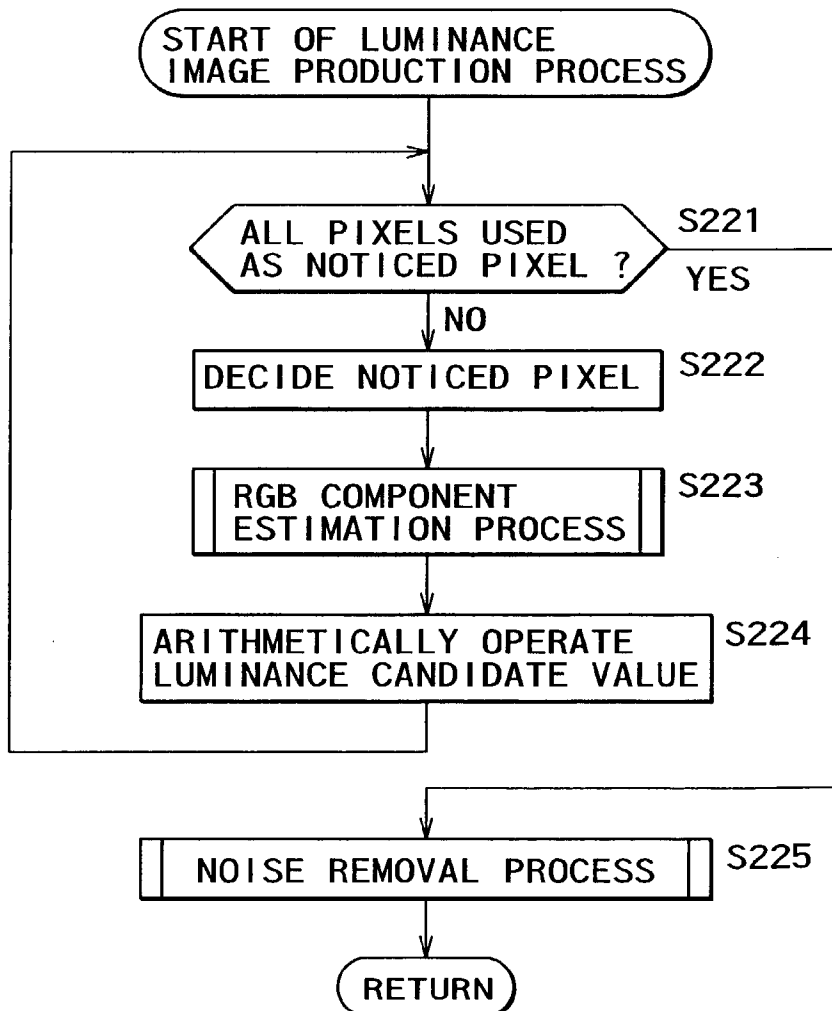 START OF LUMINANCE
IMAGE PRODUCTION PROCESS
ALL PIXELS USED
AS NOTICED PIXEL ?
S221
YES
NO
DECIDE NOTICED PIXEL
S222
RGB COMPONENT
ESTIMATION PROCESS
S223
ARITHMETICALLY OPERATE
LUMINANCE CANDIDATE VALUE
S224
NOISE REMOVAL PROCESS
S225
RETURN